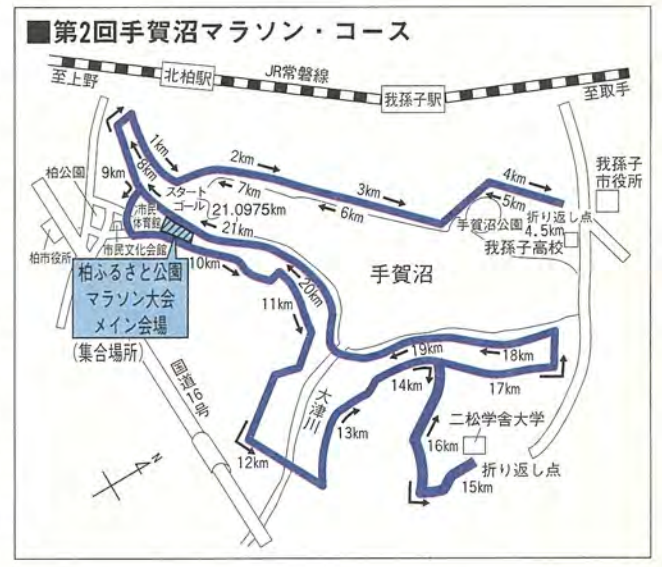 ■第2回手賀沼マラソン・コース
JR常磐線
至上野
北柏駅
我孫子駅
至取手
1km
2km
3km
4km
5km
6km
7km
8km
9km
柏公園
スタート
ゴール
21.0975km
21km
市民
体育館
市民文化会館
柏市役所
10km
柏ふるさと公園
マラソン大会
メイン会場
(集合場所)
我孫子
市役所
手賀沼公園
折り返し点
4.5km
我孫子高校
手賀沼
20km
11km
19km
18km
17km
14km
13km
12km
大津川
国道16号
二松学舎大学
16km
折り返し点
15km
N